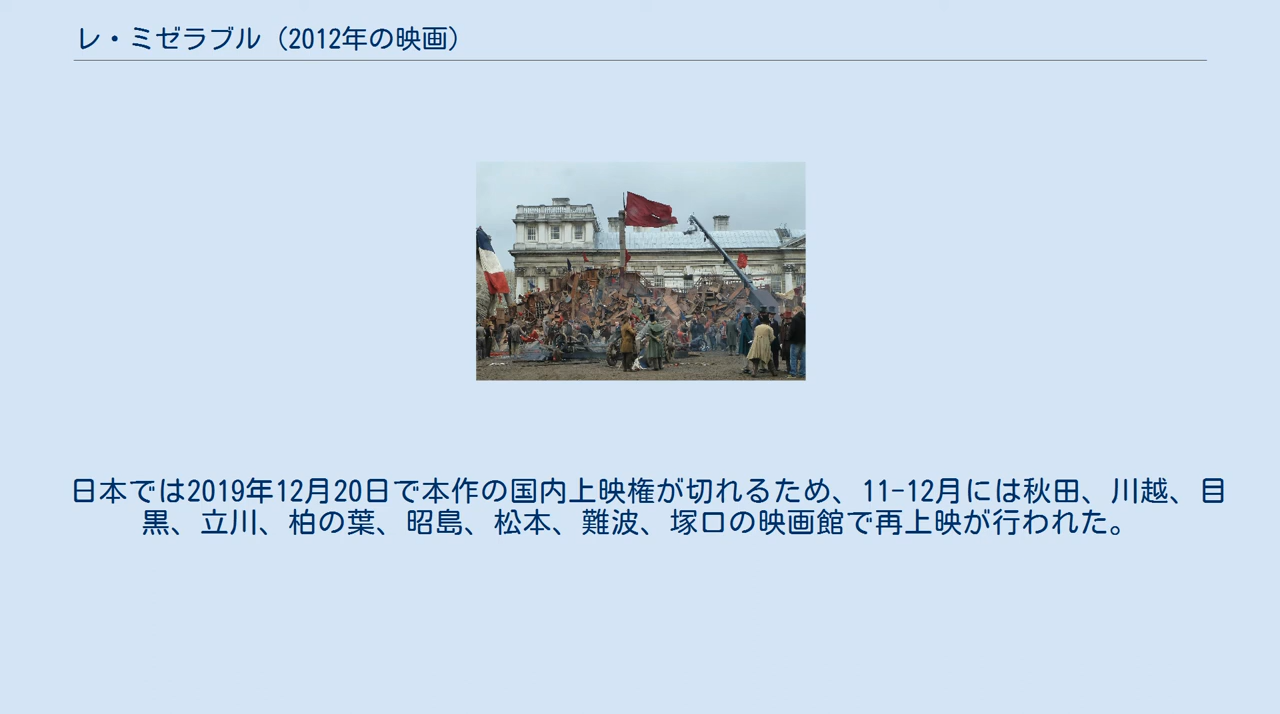 レ・ミゼラブル（2012年の映画）
日本では2019年12月20日で本作の国内上映権が切れるため、11-12月には秋田、川越、目
黒、立川、柏の葉、昭島、松本、難波、塚口の映画館で再上映が行われた。